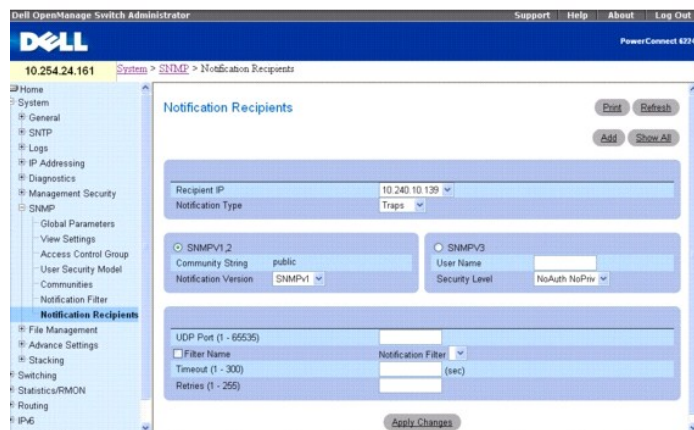 Dell OpenManage Switch Administrator
Support Help About Log Out
DELL
PowerConnect 6224
10.254.24.161
System > SNMP > Notification Recipients
Home
System
General
SNTP
Logs
IP Addressing
Diagnostics
Management Security
SNMP
Global Parameters
View Settings
Access Control Group
User Security Model
Communities
Notification Filter
Notification Recipients
File Management
Advance Settings
Stacking
Switching
Statistics/RMON
Routing
IPv6
Notification Recipients
Print Refresh
Add Show All
Recipient IP 10.240.10.139
Notification Type Traps
SNMPV1,2
Community String public
Notification Version SNMPv1
SNMPV3
User Name
Security Level NoAuth NoPriv
UDP Port (1 - 65535)
Filter Name Notification Filter
Timeout (1 - 300) (sec)
Retries (1 - 255)
Apply Changes